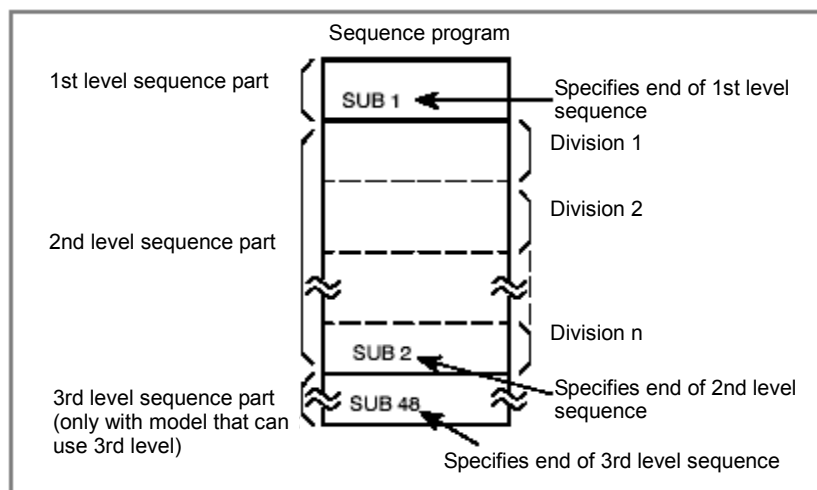 Sequence program
1st level sequence part
SUB 1
Specifies end of 1st level
sequence
Division 1
Division 2
2nd level sequence part
Division n
SUB 2
Specifies end of 2nd level
sequence
3rd level sequence part
(only with model that can
use 3rd level)
SUB 48
Specifies end of 3rd level sequence